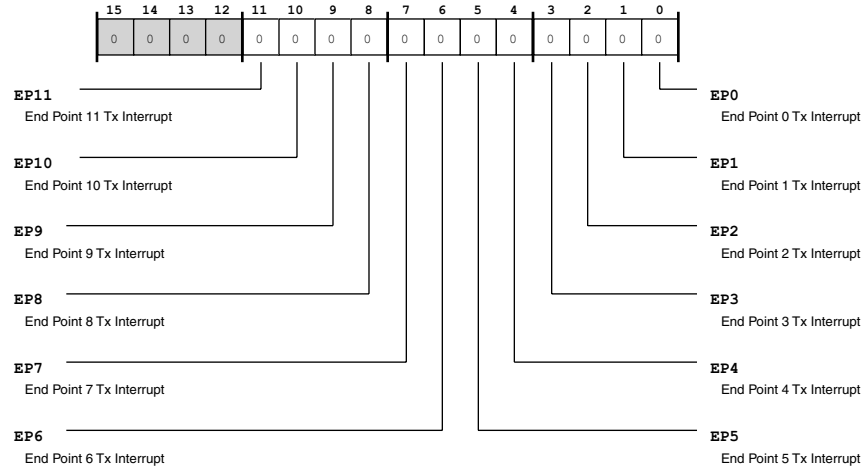 15 14 13 12 11 10 9 8 7 6 5 4 3 2 1 0
0 0 0 0 0 0 0 0 0 0 0 0 0 0 0 0
EP11
End Point 11 Tx Interrupt
EP10
End Point 10 Tx Interrupt
EP9
End Point 9 Tx Interrupt
EP8
End Point 8 Tx Interrupt
EP7
End Point 7 Tx Interrupt
EP6
End Point 6 Tx Interrupt
EP0
End Point 0 Tx Interrupt
EP1
End Point 1 Tx Interrupt
EP2
End Point 2 Tx Interrupt
EP3
End Point 3 Tx Interrupt
EP4
End Point 4 Tx Interrupt
EP5
End Point 5 Tx Interrupt